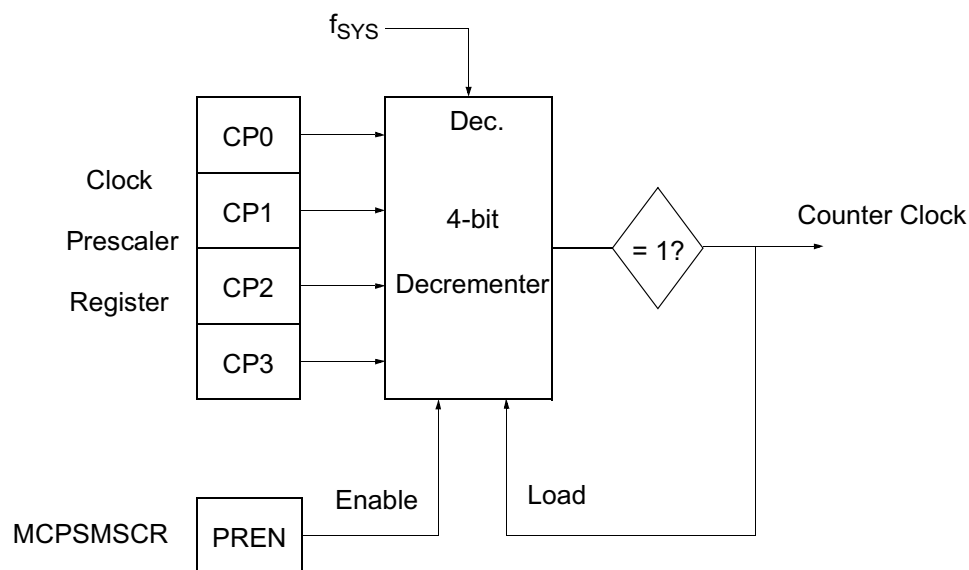 fSYS
CP0
Dec.
Clock
CP1
4-bit
Counter Clock
Prescaler
= 1?
CP2
Decrementer
Register
CP3
Enable
Load
MCPSMSCR
PREN